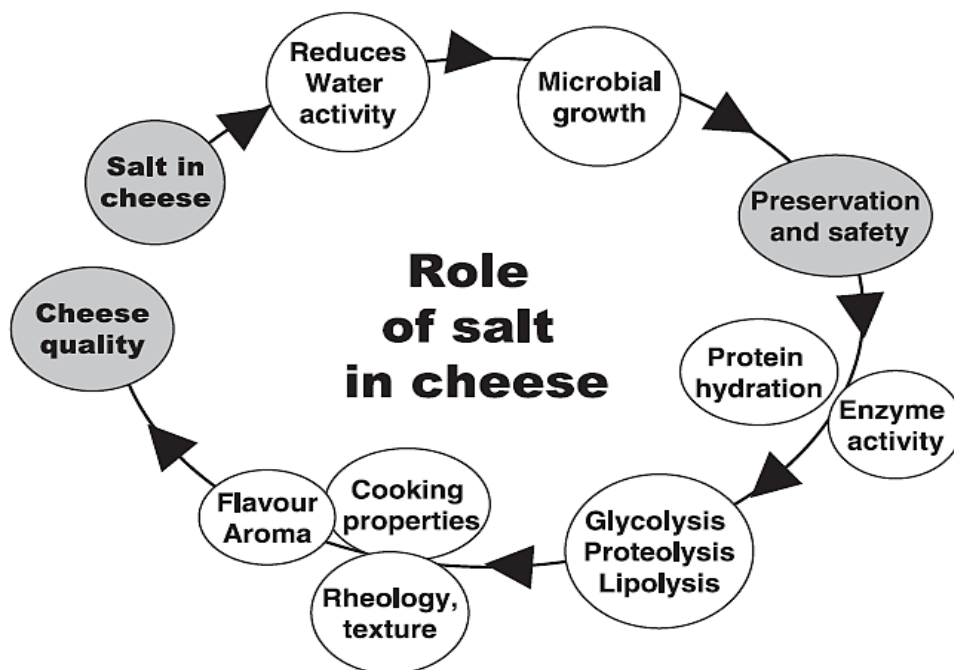 Reduces
Water
activity
Microbial
growth
Salt in
cheese
Preservation
and safety
Role
of salt
in cheese
Cheese
quality
Protein
hydration
Enzyme
activity
Glycolysis
Proteolysis
Lipolysis
Cooking
properties
Flavour
Aroma
Rheology,
texture